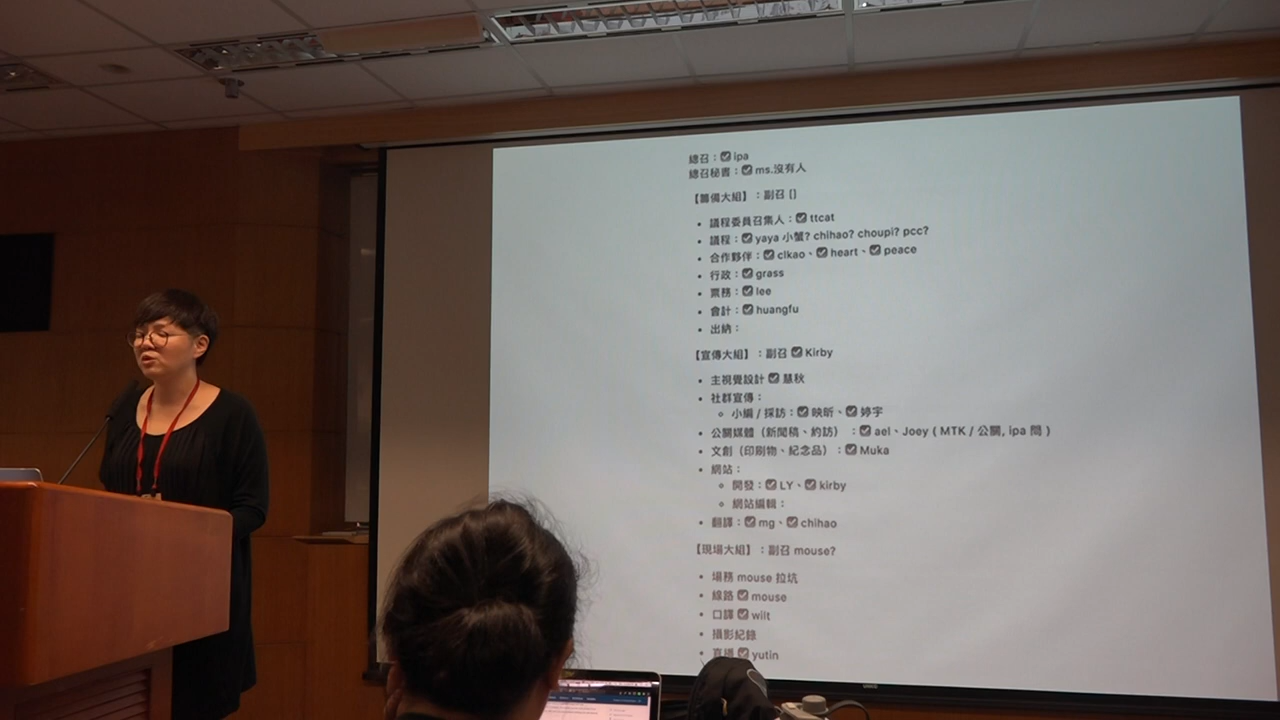 總召：☑ ipa
總召秘書：☑ ms.沒有人
【籌備大組】：副召 []
• 議程委員召集人：☑ ttcat
• 議程：☑ yaya 小蟹? chihao? choupi? pcc?
• 合作夥伴：☑ clkao、☑ heart、☑ peace
• 行政：☑ grass
• 票務：☑ lee
• 會計：☑ huangfu
• 出納：
【宣傳大組】：副召 ☑ Kirby
• 主視覺設計 ☑ 慧秋
• 社群宣傳：
◦ 小編 / 採訪：☑ 映昕、☑ 婷宇
• 公關媒體（新聞稿、約訪）：☑ ael、Joey ( MTK / 公關, ipa 問 )
• 文創（印刷物、紀念品）：☑ Muka
• 網站：
◦ 開發：☑ LY、☑ kirby
◦ 網站編輯：
• 翻譯：☑ mg、☑ chihao
【現場大組】：副召 mouse?
• 場務 mouse 拉坑
• 線路 ☑ mouse
• 口譯 ☑ wilt
• 攝影紀錄
• 直播 ☑ yutin